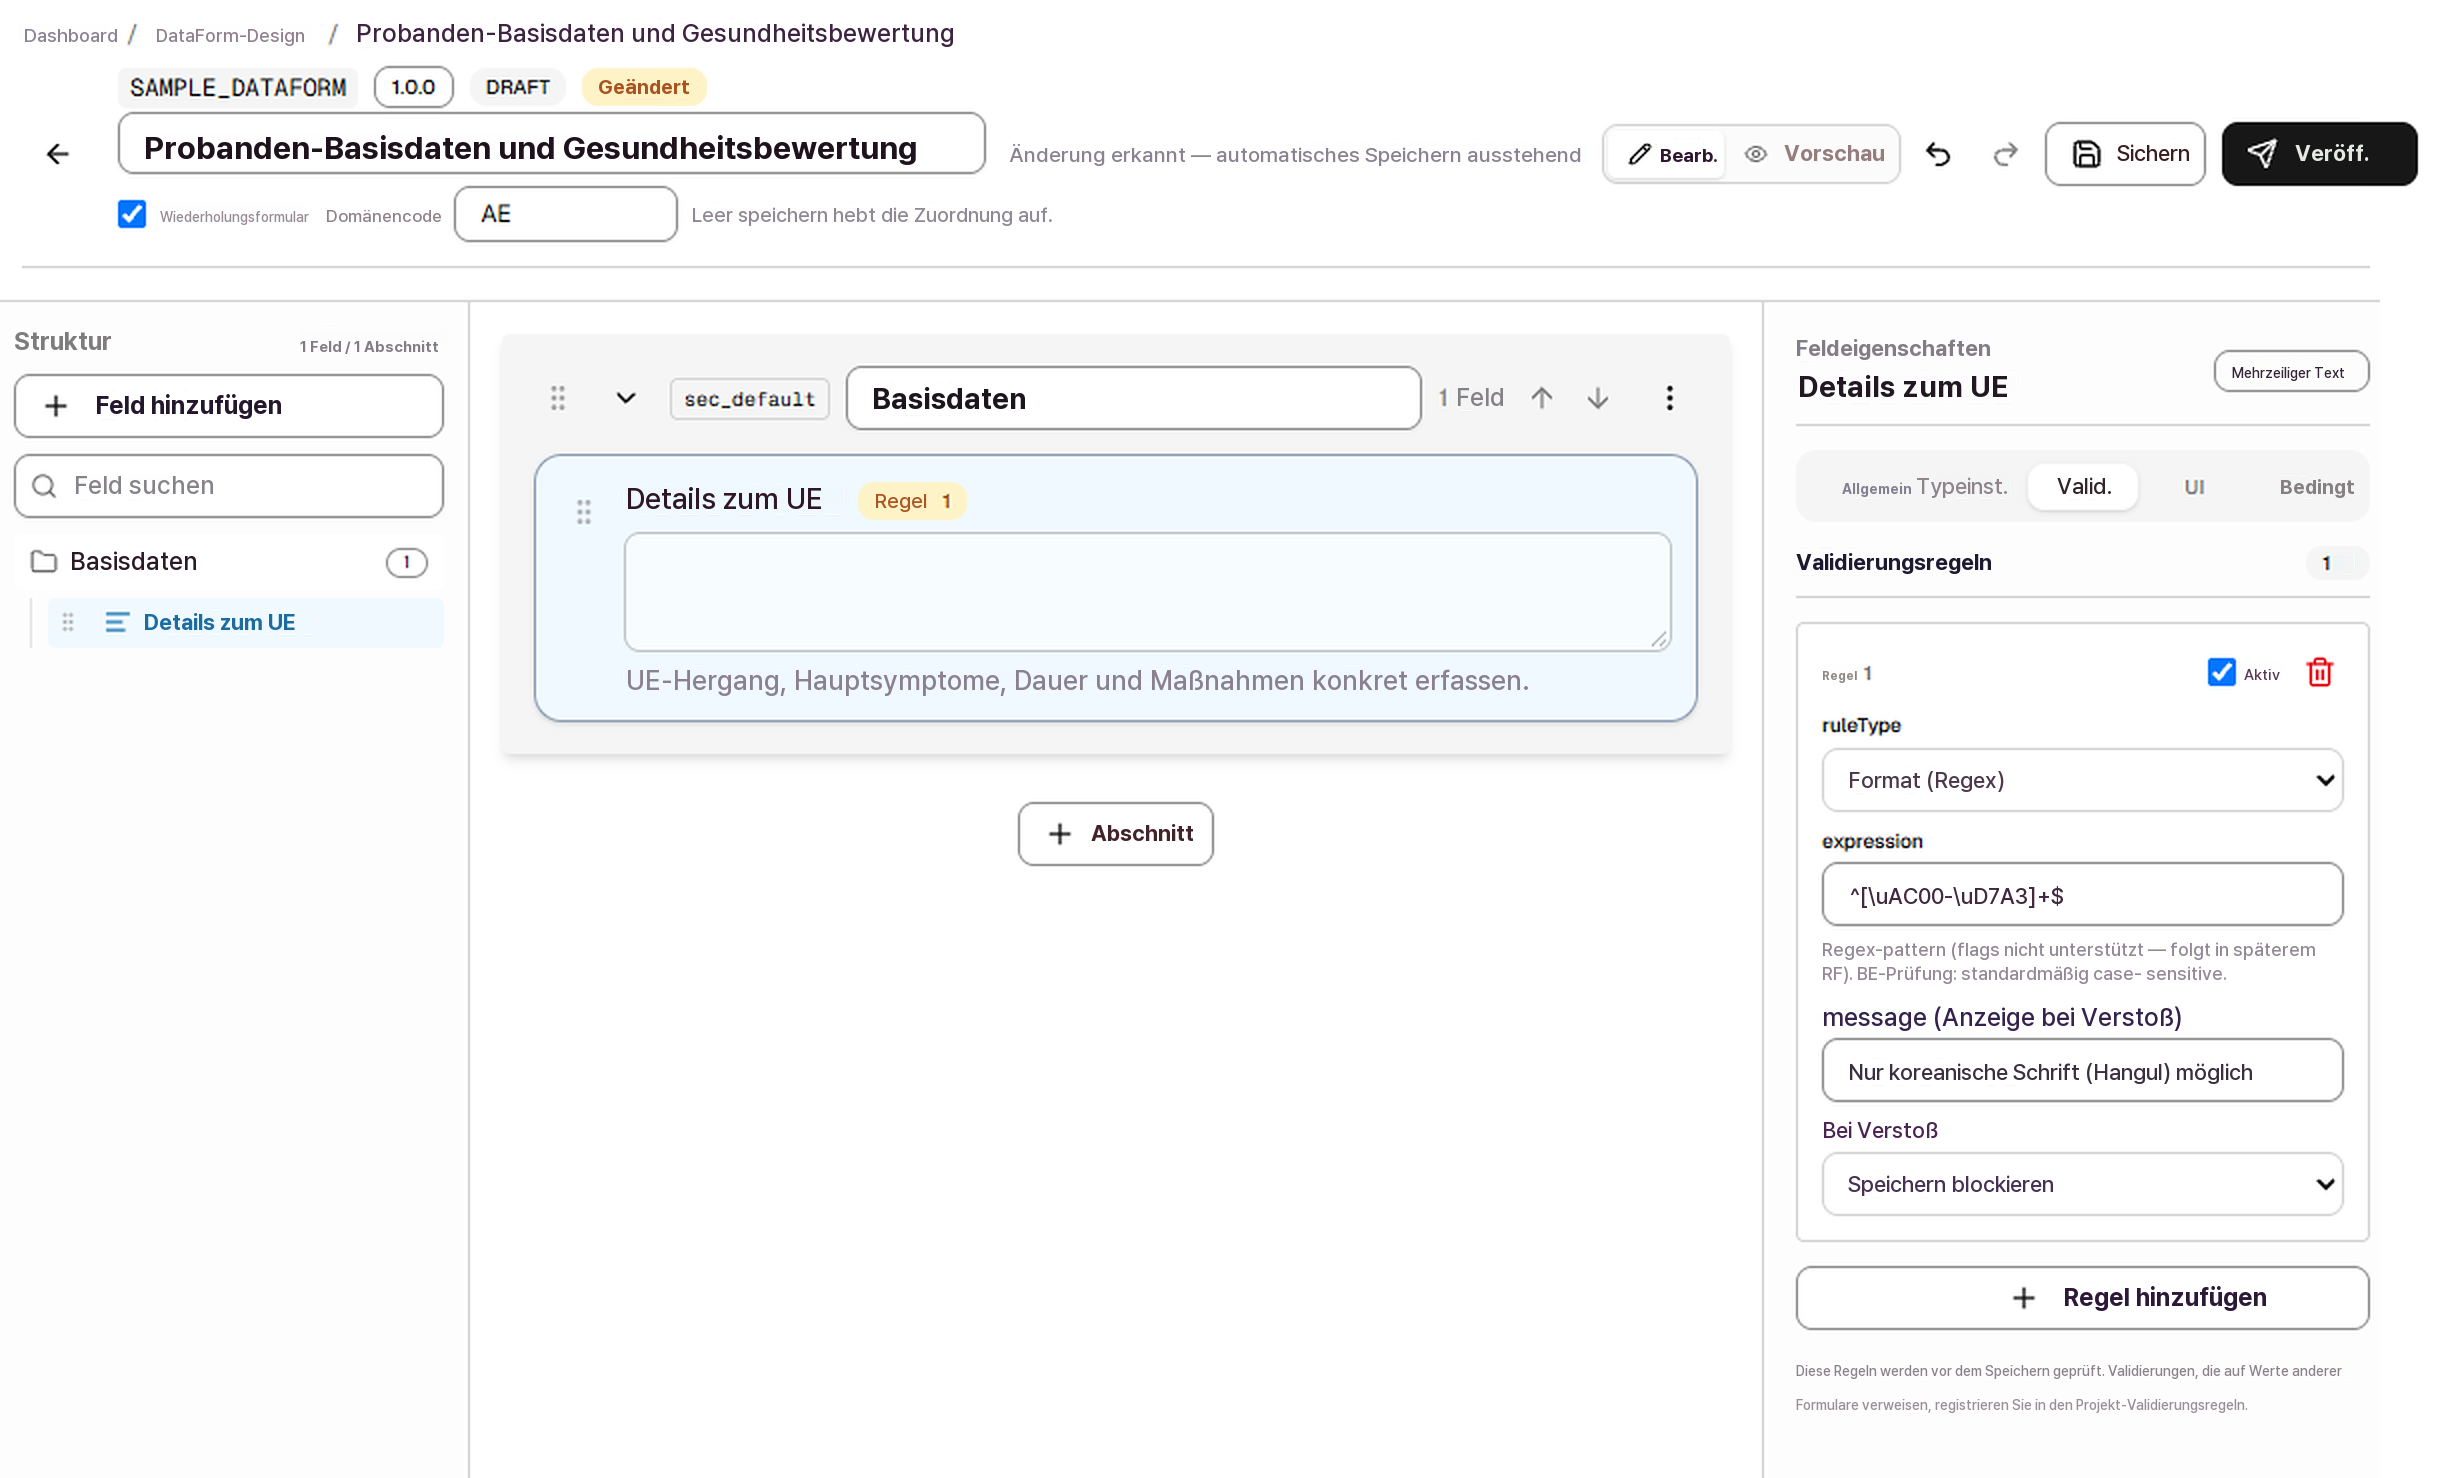 Dashboard / DataForm-Design / Probanden-Basisdaten und Gesundheitsbewertung
SAMPLE_DATAFORM 1.0.0 DRAFT Geändert
Probanden-Basisdaten und Gesundheitsbewertung
Änderung erkannt — automatisches Speichern ausstehend
Bearb. Vorschau
Sichern
Veröff.
Wiederholungsformular Domänencode AE Leer speichern hebt die Zuordnung auf.
Struktur
1 Feld / 1 Abschnitt
Feld hinzufügen
Feld suchen
Basisdaten 1
Details zum UE
sec_default Basisdaten 1 Feld
Details zum UE Regel 1
UE-Hergang, Hauptsymptome, Dauer und Maßnahmen konkret erfassen.
Abschnitt
Feldeigenschaften
Details zum UE
Mehrzeiliger Text
Allgemein Typeinst. Valid. UI Bedingt
Validierungsregeln 1
Regel 1 Aktiv
ruleType
Format (Regex)
expression
^[\uAC00-\uD7A3]+$
Regex-pattern (flags nicht unterstützt — folgt in späterem
RF). BE-Prüfung: standardmäßig case- sensitive.
message (Anzeige bei Verstoß)
Nur koreanische Schrift (Hangul) möglich
Bei Verstoß
Speichern blockieren
Regel hinzufügen
Diese Regeln werden vor dem Speichern geprüft. Validierungen, die auf Werte anderer
Formulare verweisen, registrieren Sie in den Projekt-Validierungsregeln.